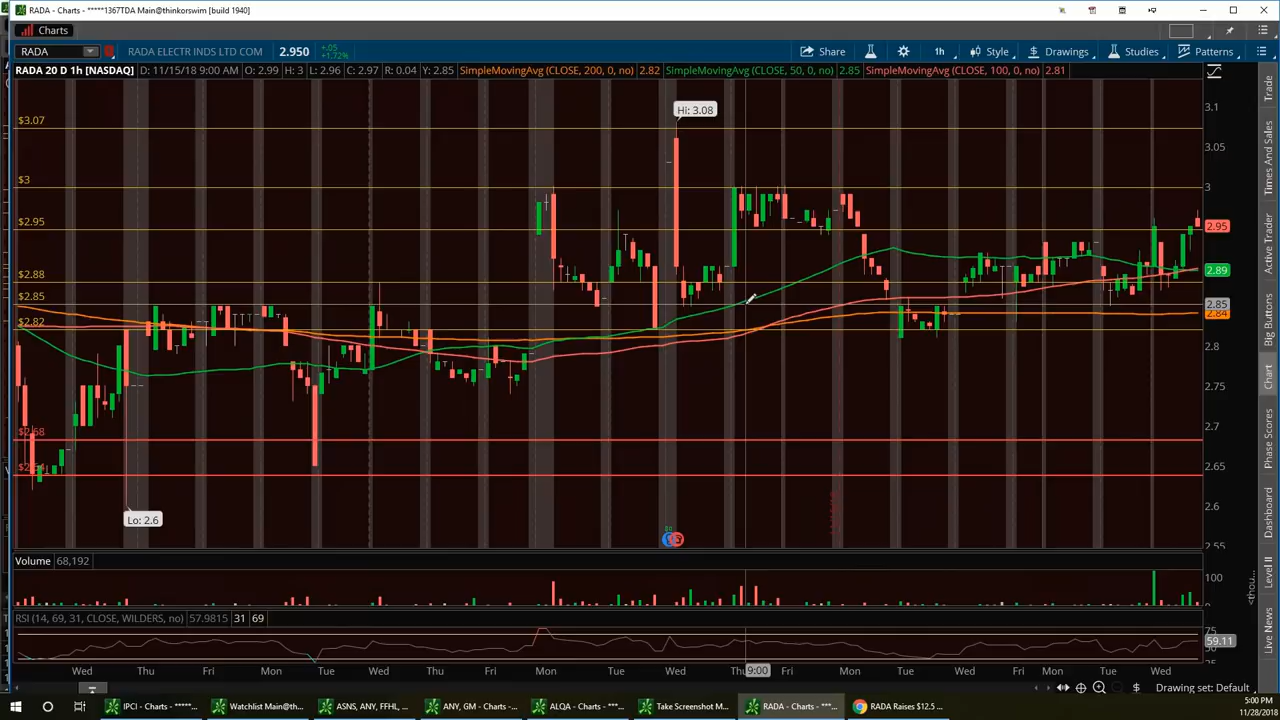 RADA - Charts - *****1367TDA Main@thinkorswim [build 1940]
Charts
RADA RADA ELECTR INDS LTD COM 2.950 +.05 +1.72% Share 1h Style Drawings Studies Patterns
RADA 20 D 1h [NASDAQ] D: 11/15/18 9:00 AM O: 2.99 H: 3 L: 2.96 C: 2.97 R: 0.04 Y: 2.85 SimpleMovingAvg (CLOSE, 200, 0, no) 2.82 SimpleMovingAvg (CLOSE, 50, 0, no) 2.85 SimpleMovingAvg (CLOSE, 100, 0, no) 2.81
Trade
Times And Sales
Active Trader
Big Buttons
Chart
Phase Scores
Dashboard
Level II
Live News
3.1
Hi: 3.08
$3.07
3.05
$3
3
$2.95
2.95
$2.88
2.89
$2.85
2.85
2.84
$2.82
2.8
2.75
2.7
$2.68
2.65
2.6
Lo: 2.6
2.55
Volume 68,192
100
0
<thou...
RSI (14, 69, 31, CLOSE, WILDERS, no) 57.9815 31 69
75
59.11
50
25
Wed Thu Fri Mon Tue Wed Thu Fri Mon Tue Wed Thu 9:00 Fri Mon Tue Wed Fri Mon Tue Wed
Drawing set: Default
IPCI - Charts - *****... Watchlist Main@th... ASNS, ANY, FFHL, ... ANY, GM - Charts -... ALQA - Charts - *... Take Screenshot M... RADA - Charts - ***... RADA Raises $12.5 ...
5:00 PM
11/28/2018